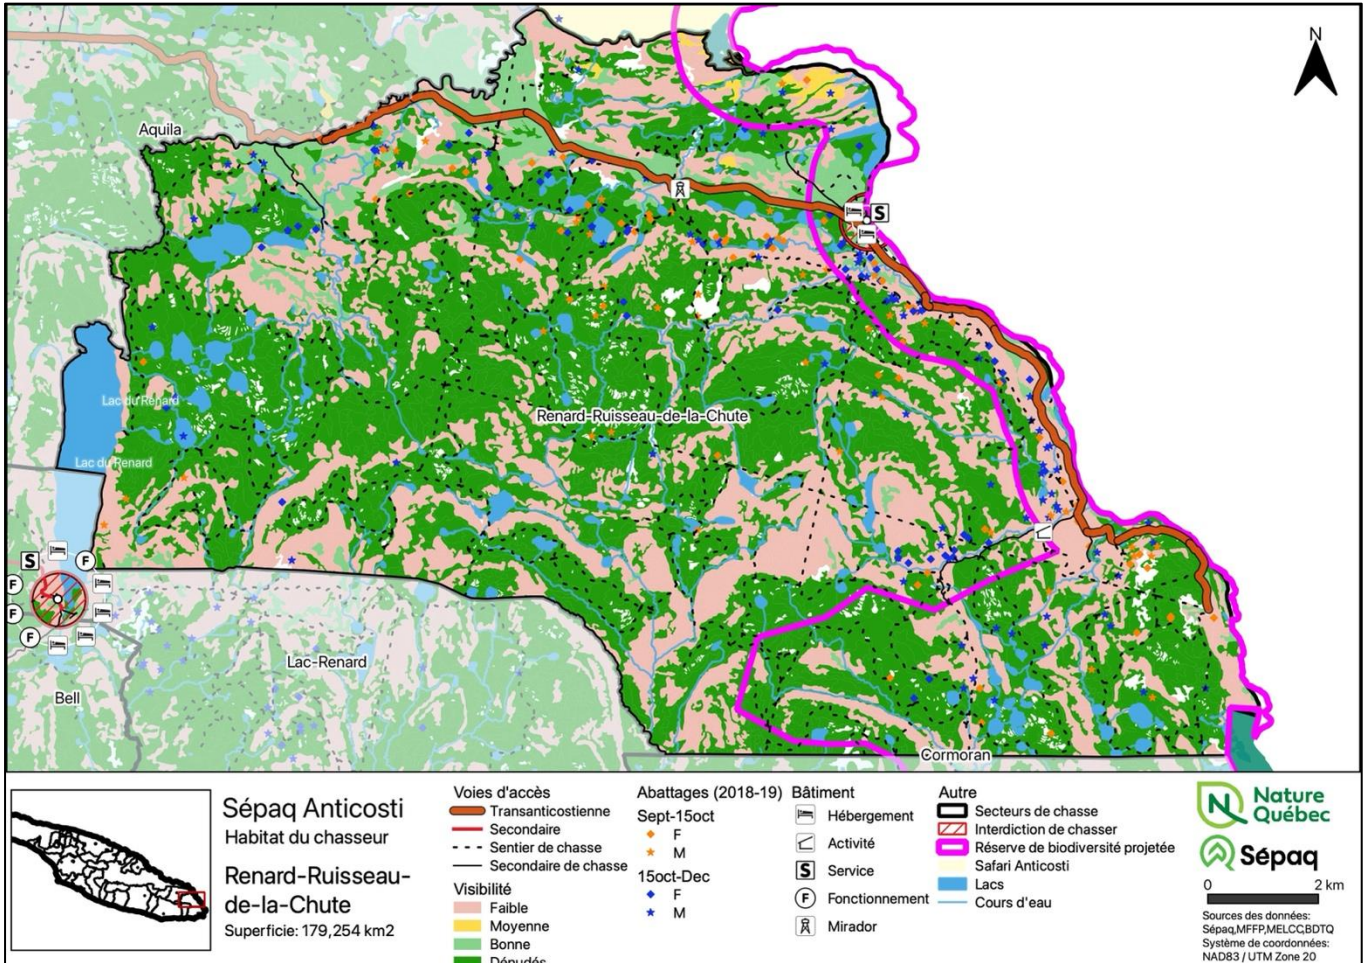 N
Aquila
S
Lac du Renard
Renard-Ruisseau-de-la-Chute
Lac du Renard
S
F
F
F
F
Lac-Renard
Bell
Cormoran
Sépaq Anticosti
Habitat du chasseur
Renard-Ruisseau-
de-la-Chute
Superficie: 179,254 km2
Voies d'accès
Transanticostienne
Secondaire
Sentier de chasse
Secondaire de chasse
Visibilité
Faible
Moyenne
Bonne
Dénudés
Abattages (2018-19)
Sept-15oct
F
M
15oct-Dec
F
M
Bâtiment
Hébergement
Activité
S Service
F Fonctionnement
Mirador
Autre
Secteurs de chasse
Interdiction de chasser
Réserve de biodiversité projetée
Safari Anticosti
Lacs
Cours d'eau
Nature
Québec
Sépaq
0 2 km
Sources des données:
Sépaq,MFFP,MELCC,BDTQ
Système de coordonnées:
NAD83 / UTM Zone 20